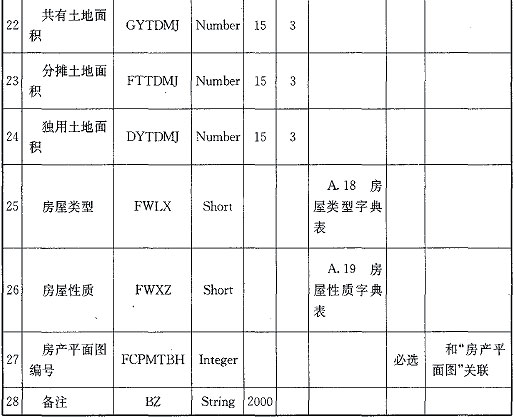 22 共有土地面积 GYTDMJ Number 15 3
23 分摊土地面积 FTTDMJ Number 15 3
24 独用土地面积 DYTDMJ Number 15 3
25 房屋类型 FWLX Short A.18 房屋类型字典表
26 房屋性质 FWXZ Short A.19 房屋性质字典表
27 房产平面图编号 FCPMTBH Integer 必选 和“房产平面图”关联
28 备注 BZ String 2000